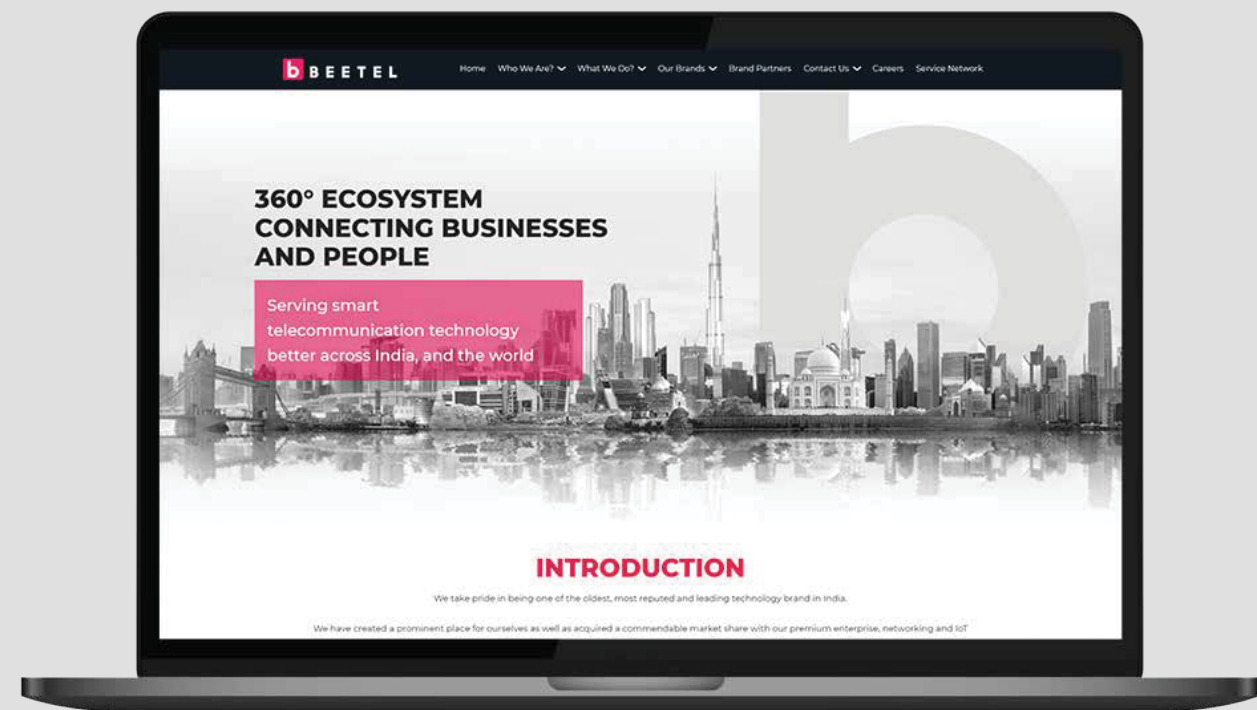 b BEETEL
Home Who We Are? What We Do? Our Brands Brand Partners Contact Us Careers Service Network
360° ECOSYSTEM
CONNECTING BUSINESSES
AND PEOPLE
Serving smart
telecommunication technology
better across India, and the world
INTRODUCTION
We take pride in being one of the oldest, most reputed and leading technology brand in India.
We have created a prominent place for ourselves as well as acquired a commendable market share with our premium enterprise, networking and IoT